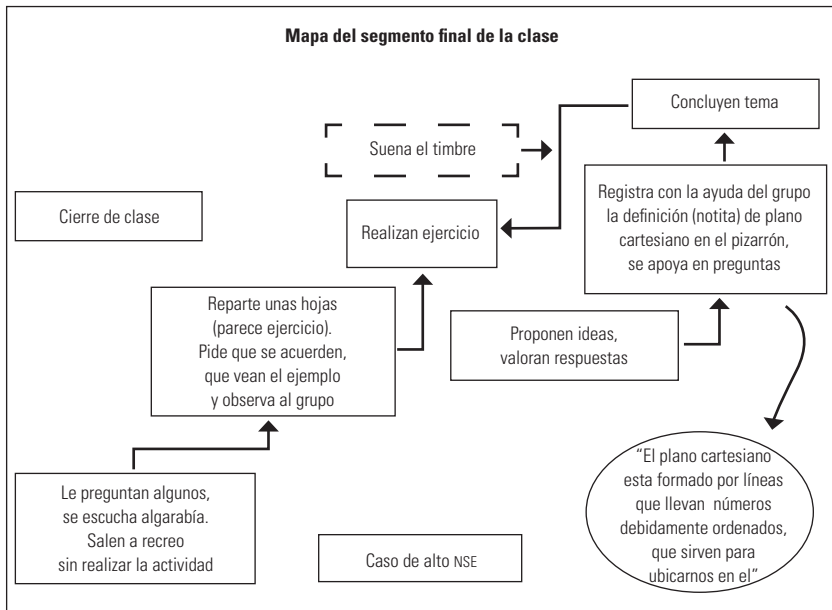 Mapa del segmento final de la clase
Concluyen tema
Suena el timbre
Registra con la ayuda del grupo
la definición (notita) de plano
cartesiano en el pizarrón,
se apoya en preguntas
Cierre de clase
Realizan ejercicio
Reparte unas hojas
(parece ejercicio).
Pide que se acuerden,
que vean el ejemplo
y observa al grupo
Proponen ideas,
valoran respuestas
"El plano cartesiano
esta formado por líneas
que llevan números
debidamente ordenados,
que sirven para
ubicarnos en el"
Le preguntan algunos,
se escucha algarabía.
Salen a recreo
sin realizar la actividad
Caso de alto NSE